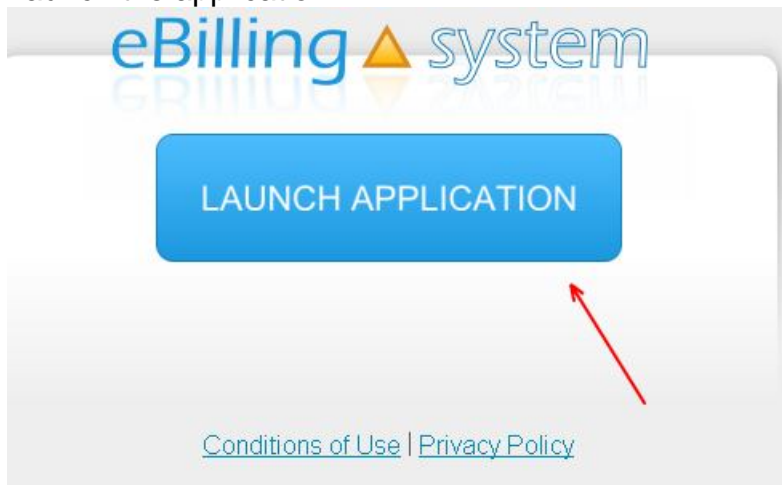 eBilling system
LAUNCH APPLICATION
Conditions of Use | Privacy Policy